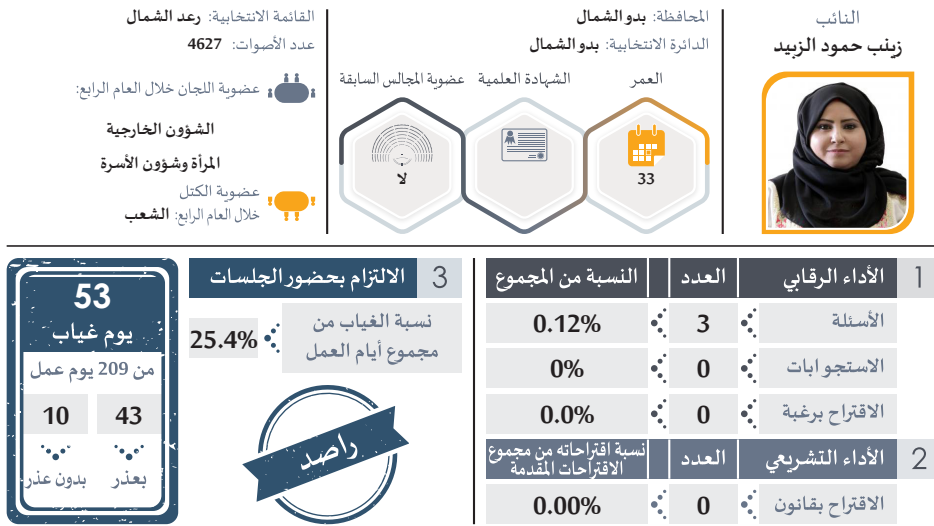 النائب
زينب حمود الزبيد
المحافظة: بدو الشمال
الدائرة الانتخابية: بدو الشمال
العمر
الشهادة العلمية
عضوية المجالس السابقة
33
لا
القائمة الانتخابية: رعد الشمال
عدد الأصوات: 4627
عضوية اللجان خلال العام الرابع:
الشؤون الخارجية
المرأة وشؤون الأسرة
عضوية الكتل
خلال العام الرابع: الشعب
1 الأداء الرقابي العدد النسبة من المجموع
الأسئلة 3 0.12%
الاستجوابات 0 0%
الاقتراح برغبة 0 0.0%
2 الأداء التشريعي العدد نسبة اقتراحاته من مجموع
الاقتراحات المقدمة
الاقتراح بقانون 0 0.00%
3 الالتزام بحضور الجلسات
نسبة الغياب من
مجموع أيام العمل
25.4%
راصد
53
يوم غياب
من 209 يوم عمل
43 10
بعذر بدون عذر